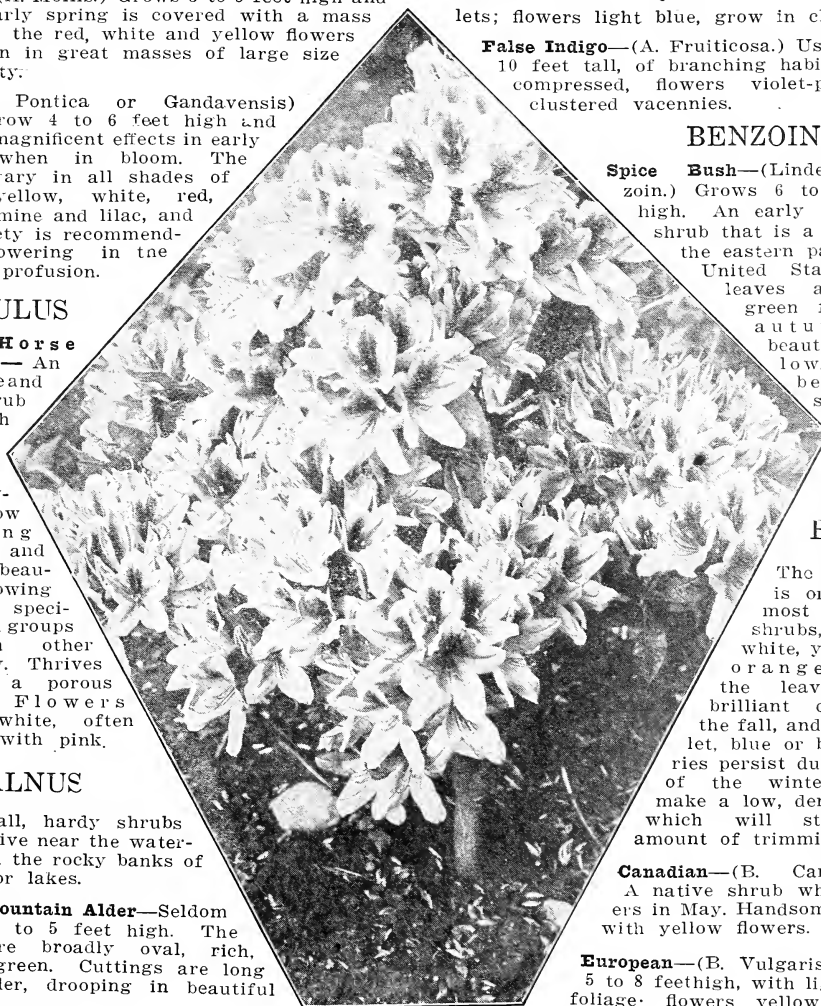 early spring is covered with a mass
the red, white and yellow flowers
in great masses of large size
Pontica or Gandavensis)
row 4 to 6 feet high and
magnificent effects in early
when in bloom. The
ary in all shades of
yellow, white, red,
mine and lilac, and
ety is recommend-
owering in tne
profusion.
ULUS
Horse
— An
eand
rub
h
ow
ng
and
beau-
owing
speci-
groups
other
Thrives
a porous
Flowers
white, often
with pink.
LNUS
all, hardy shrubs
ive near the water-
the rocky banks of
or lakes.
ountain Alder—Seldom
to 5 feet high. The
re broadly oval, rich,
green. Cuttings are long
der, drooping in beautiful
lets; flowers light blue, grow in cl
False Indigo—(A. Fruiticosa.) Us
10 feet tall, of branching habi
compressed, flowers violet-p
clustered vacennies.
BENZOIN
Spice Bush—(Linde
zoin.) Grows 6 to
high. An early
shrub that is a
the eastern pa
United Sta
leaves a
green i
autu
beaut
low
be
s
The
is o
most
shrubs,
white, y
orange
the leav
brilliant
the fall, and
let, blue or b
ries persist du
of the winte
make a low, der
which will st
amount of trimmi
Canadian—(B. Ca
A native shrub wh
ers in May. Handsom
with yellow flowers.
European—(B. Vulgaris
5 to 8 feethigh, with li
foliage; flowers yellow